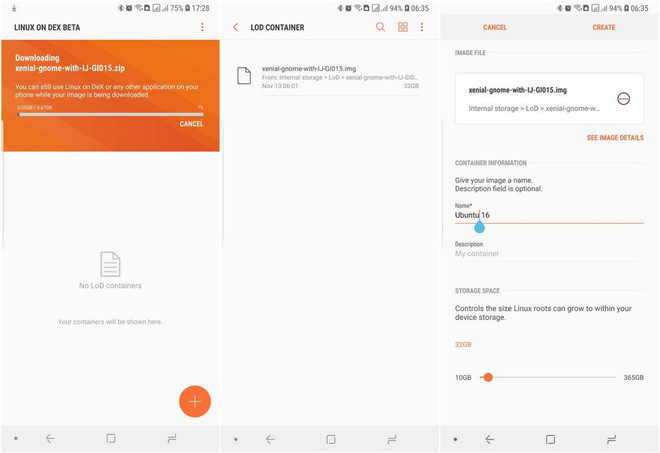 75% 17:28
LINUX ON DEX BETA
Downloading
xenial-gnome-with-IJ-GI015.zip
You can still use Linux on DeX or any other application on your
phone while your image is being downloaded.
0.05GB / 3.67GB 1%
CANCEL
No LoD containers
Your containers will be shown here.
94% 06:35
LOD CONTAINER
xenial-gnome-with-IJ-GI015.img
From: Internal storage > LoD > xenial-gnome-with-IJ-GI0...
Nov 13 06:01 32GB
94% 06:35
CANCEL CREATE
IMAGE FILE
xenial-gnome-with-IJ-GI015.img
Internal storage > LoD > xenial-gnome-w...
SEE IMAGE DETAILS
CONTAINER INFORMATION
Give your image a name.
Description field is optional.
Name*
Ubuntu 16
Description
My container
STORAGE SPACE
Controls the size Linux roots can grow to within your
device storage.
32GB
10GB 365GB